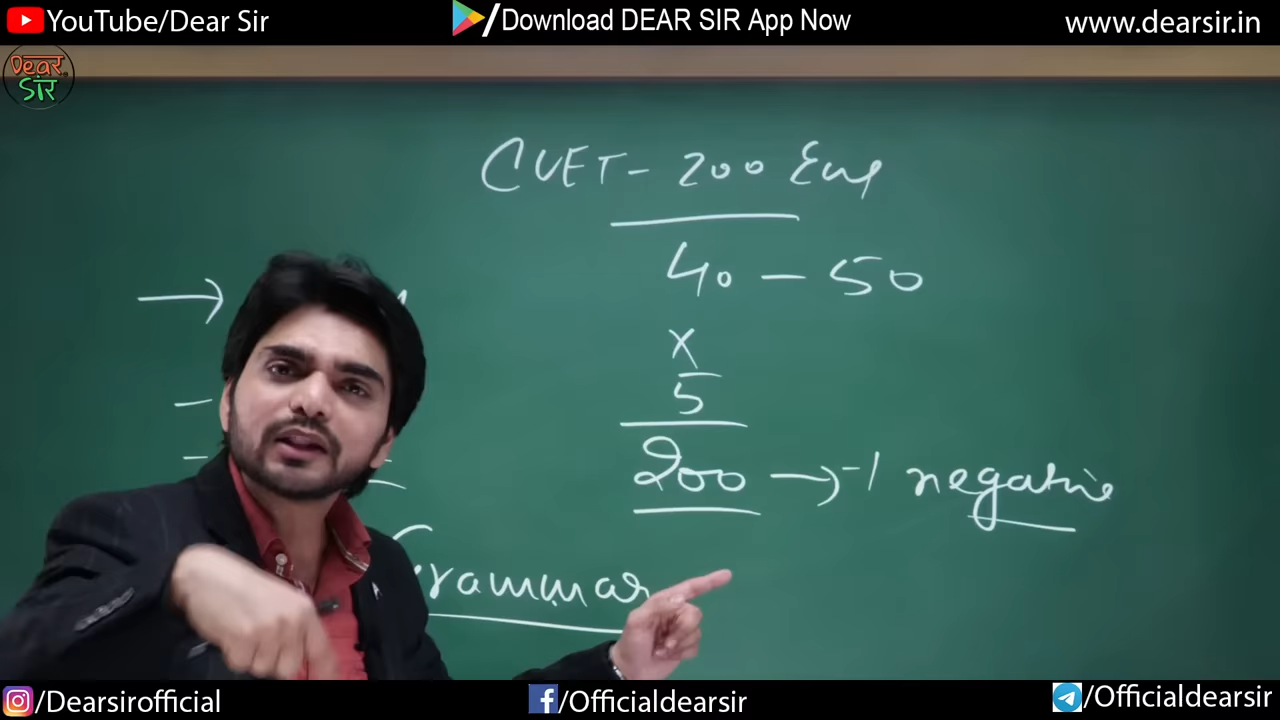 YouTube/Dear Sir
/Download DEAR SIR App Now
www.dearsir.in
Dear
Sir
CUET - 200 Eng
40 - 50
×
5
200 → -1 negative
Grammar
/Dearsirofficial
/Officialdearsir
/Officialdearsir